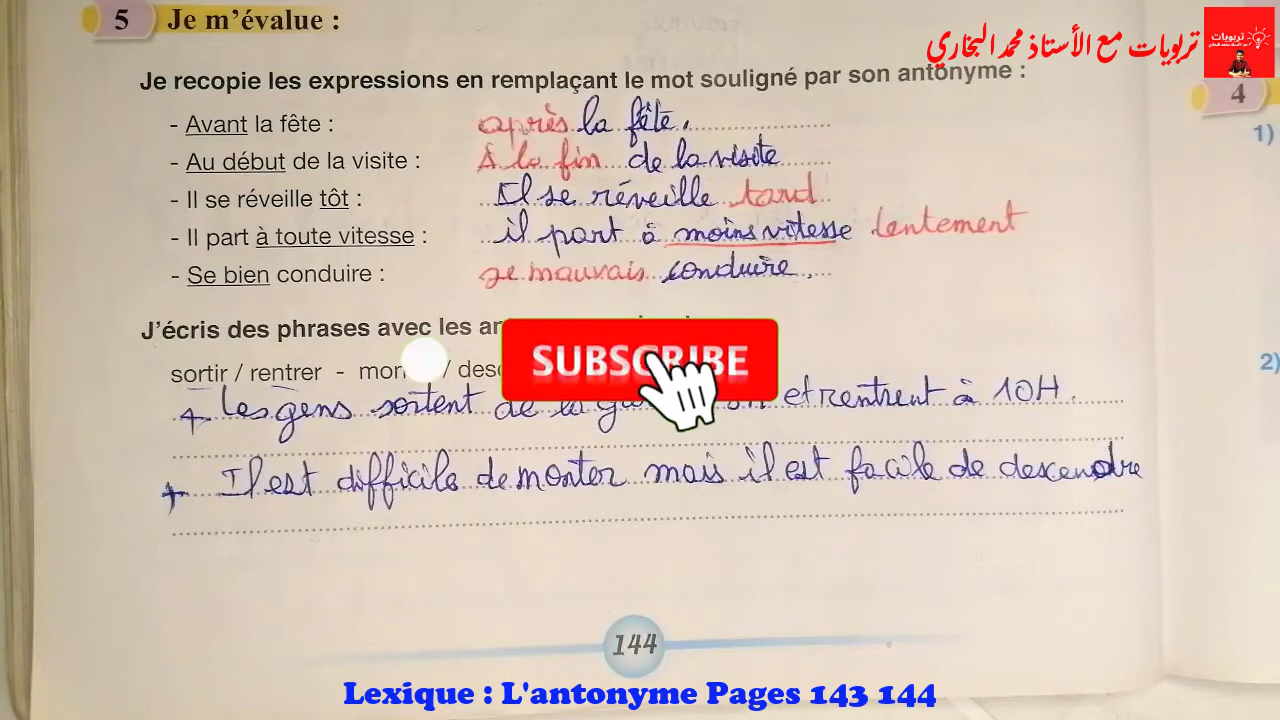 5 Je m'évalue :
تربويات مع الأستاذ محمد البخاري
تربويات
Je recopie les expressions en remplaçant le mot souligné par son antonyme :
4
- Avant la fête : après la fête.
1)
- Au début de la visite : A la fin de la visite
- Il se réveille tôt : Il se réveille tard
- Il part à toute vitesse : il part à moins vitesse lentement
- Se bien conduire : se mauvais conduire.
J'écris des phrases avec les
SUBSCRIBE
2)
sortir / rentrer - / 
+ Les gens sortent de la et rentrent à 10H.
+ Il est difficile de monter mais il est facile de descendre
144
Lexique : L'antonyme Pages 143 144